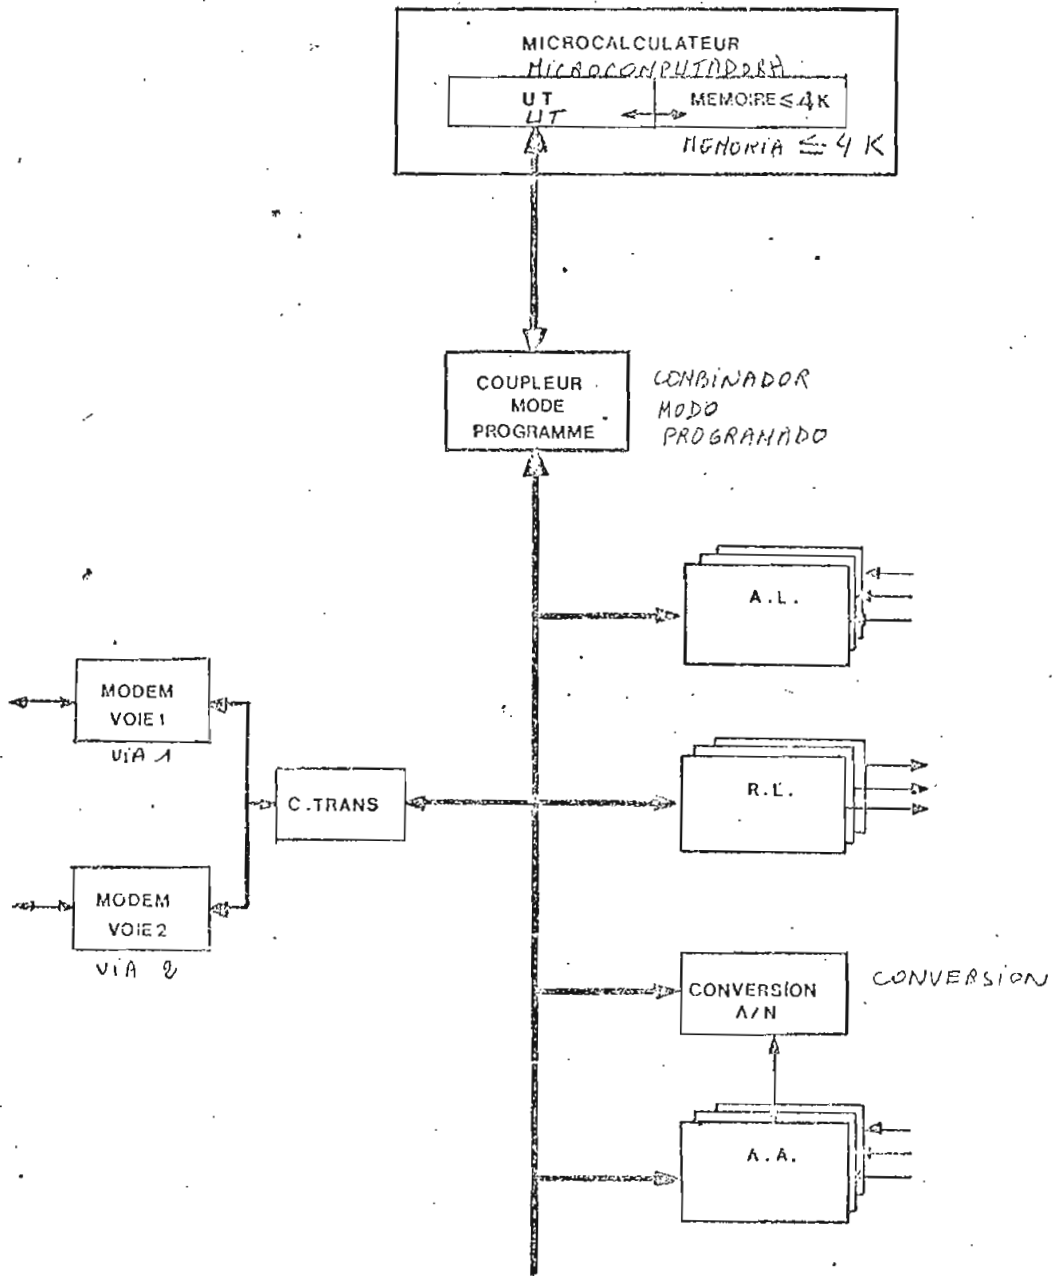 MICROCALCULATEUR
MICROCOMPUTADORA
UT
UT
MEMOIRE ≤ 4K
MEMORIA ≤ 4 K
COUPLEUR
MODE
PROGRAMME
COMBINADOR
MODO
PROGRAMADO
A.L.
MODEM
VOIE 1
VIA 1
C.TRANS
R.L.
MODEM
VOIE 2
VIA 2
CONVERSION
A/N
CONVERSION
A.A.